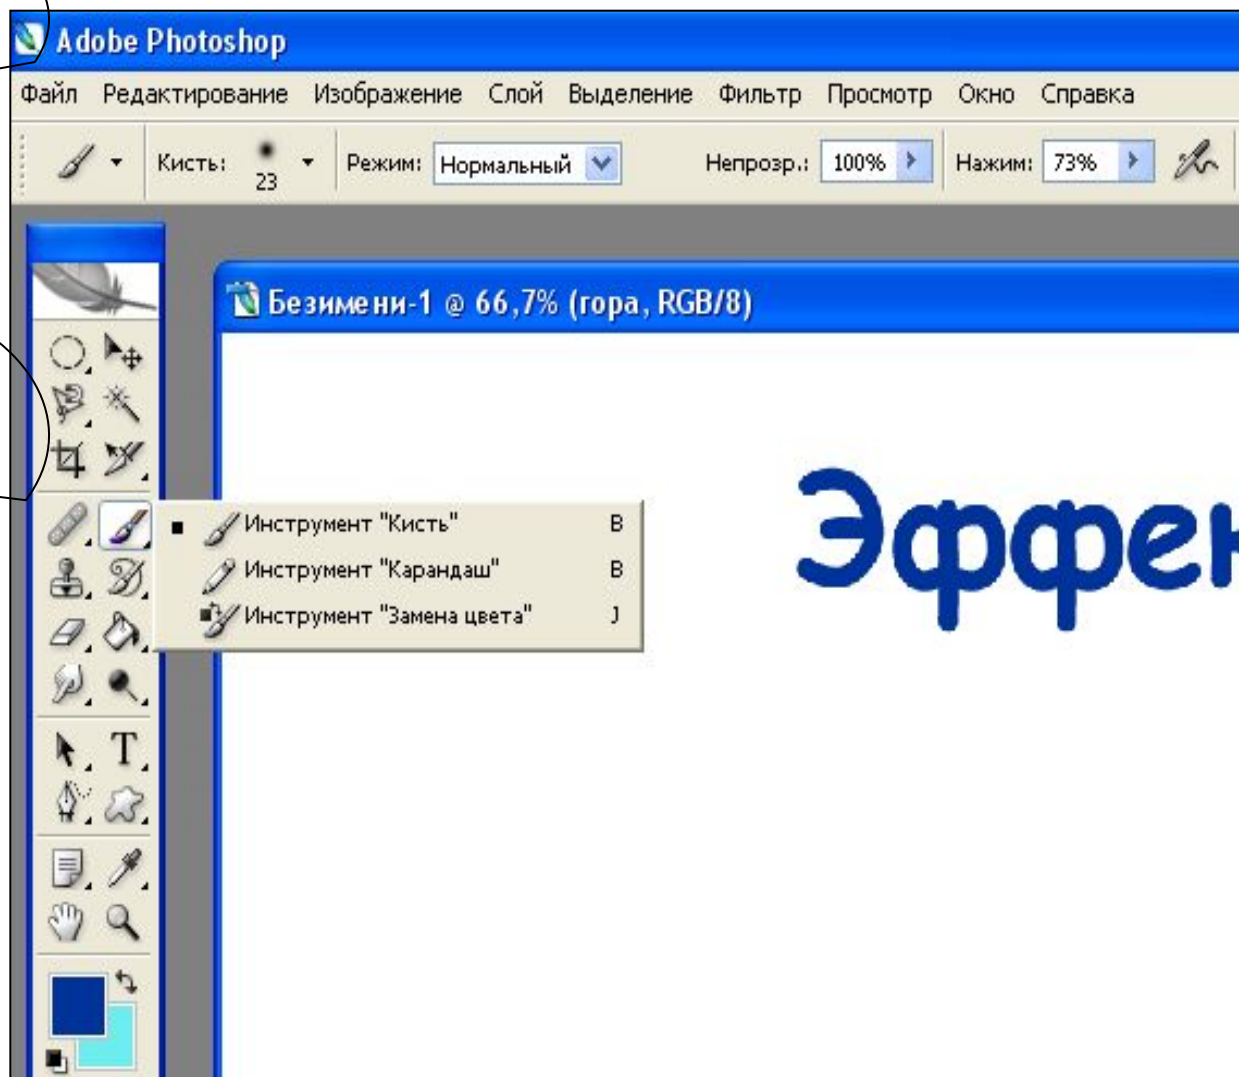 Adobe Photoshop
Файл Редактирование Изображение Слой Выделение Фильтр Просмотр Окно Справка
Кисть: 23 Режим: Нормальный Непрозр.: 100% Нажим: 73%
Безимени-1 @ 66,7% (гора, RGB/8)
Эффек
Инструмент "Кисть" B
Инструмент "Карандаш" B
Инструмент "Замена цвета" J
T